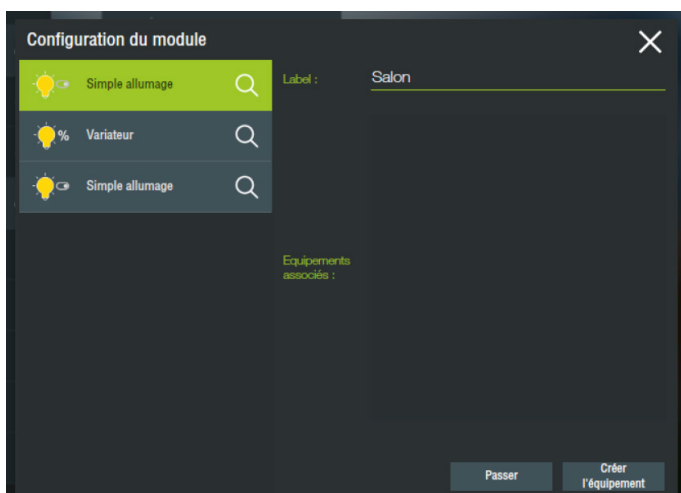 Configuration du module
Simple allumage
Label :
Salon
% Variateur
Simple allumage
Equipements
associés :
Passer
Créer
l'équipement